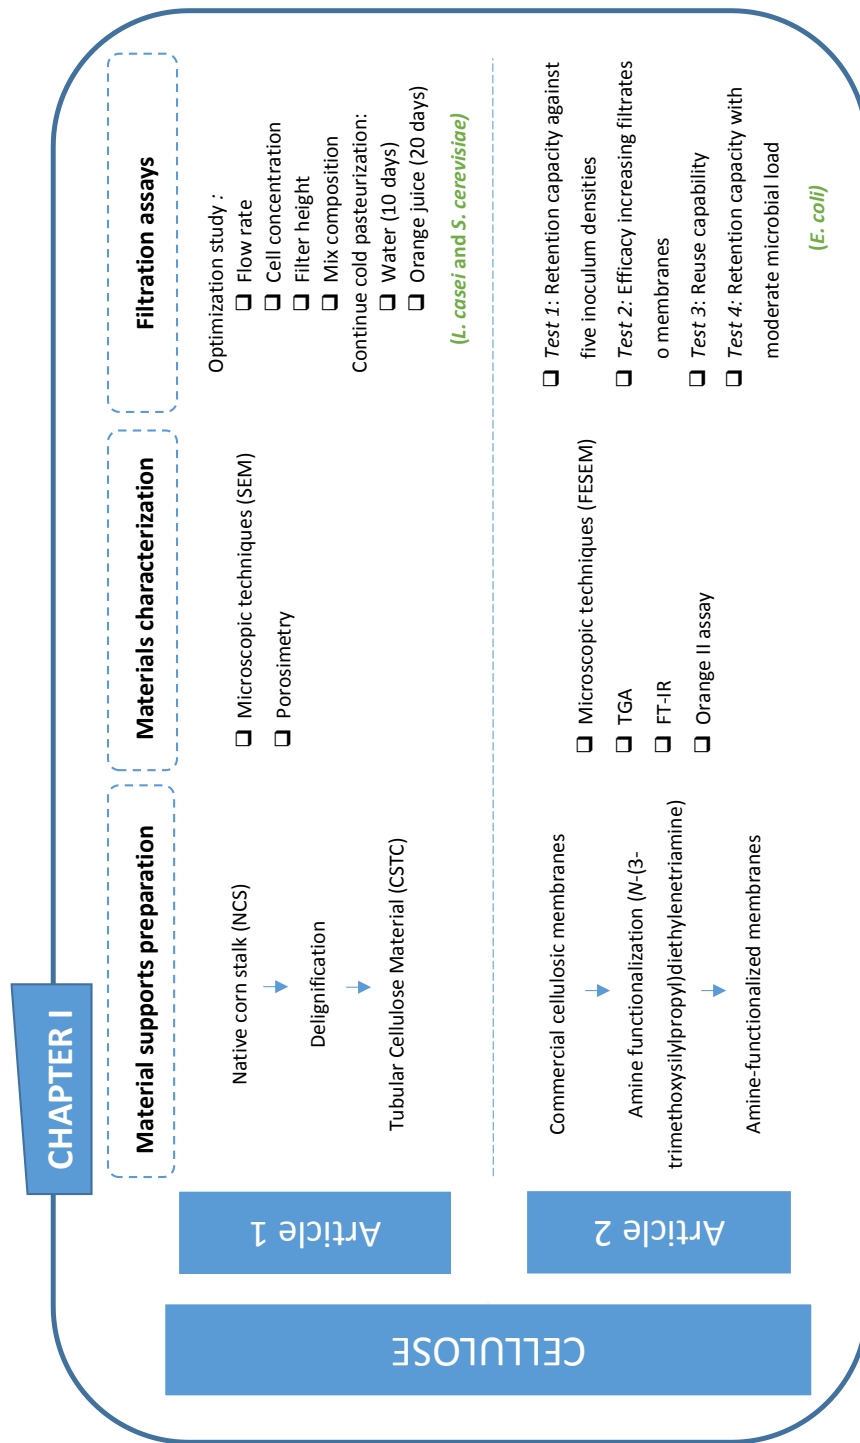 CHAPTER I
Material supports preparation
Materials characterization
Filtration assays
CELLULOSE
Article 1
Native corn stalk (NCS)
Delignification
Tubular Cellulose Material (CSTC)
❑ Microscopic techniques (SEM)
❑ Porosimetry
Optimization study :
❑ Flow rate
❑ Cell concentration
❑ Filter height
❑ Mix composition
Continue cold pasteurization:
❑ Water (10 days)
❑ Orange juice (20 days)
(L. casei and S. cerevisiae)
Article 2
Commercial cellulosic membranes
Amine functionalization (N-(3-
trimethoxysilylpropyl)diethylenetriamine)
Amine-functionalized membranes
❑ Microscopic techniques (FESEM)
❑ TGA
❑ FT-IR
❑ Orange II assay
❑ Test 1: Retention capacity against
five inoculum densities
❑ Test 2: Efficacy increasing filtrates
o membranes
❑ Test 3: Reuse capability
❑ Test 4: Retention capacity with
moderate microbial load
(E. coli)